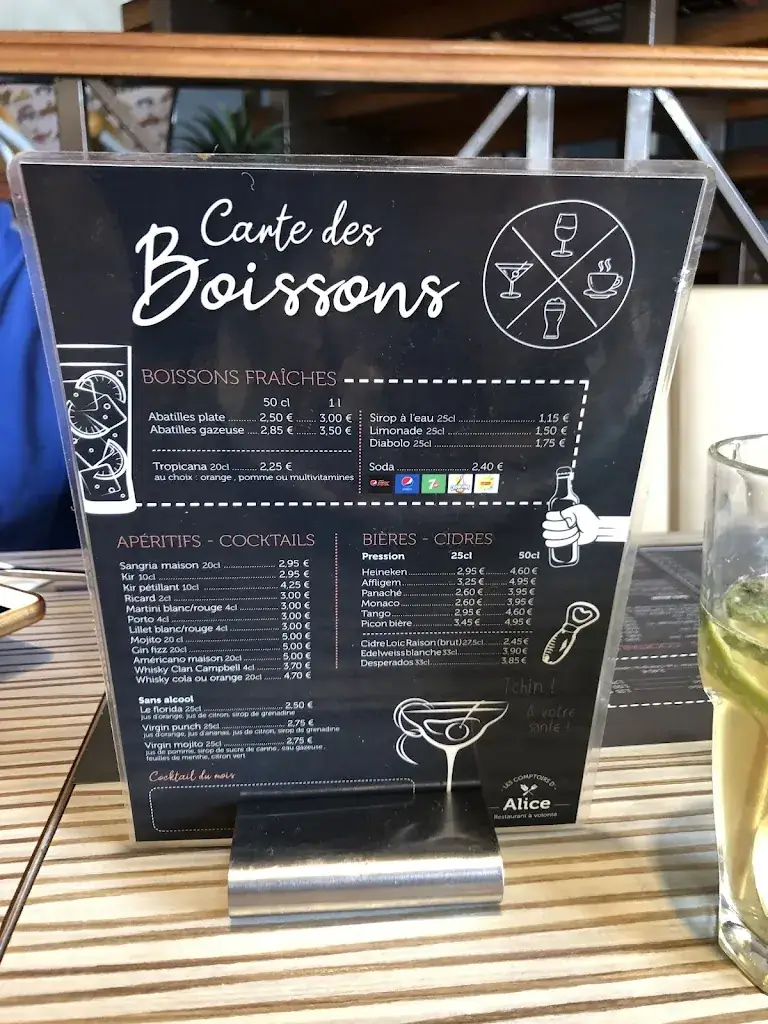 Carte des
Boissons
BOISSONS FRAÎCHES
50 cl 1 l
Abatilles plate ........ 2,50 € ...... 3,00 €
Abatilles gazeuse .... 2,85 € ...... 3,50 €
Tropicana 20cl ........ 2,25 €
au choix : orange , pomme ou multivitamines
Sirop à l'eau 25cl ........ 1,15 €
Limonade 25cl ........ 1,50 €
Diabolo 25cl ........ 1,75 €
Soda ........ 2,40 €
APÉRITIFS - COCKTAILS
Sangria maison 20cl ........ 2,95 €
Kir 10cl ........ 2,95 €
Kir pétillant 10cl ........ 4,25 €
Ricard 2cl ........ 3,00 €
Martini blanc/rouge 4cl ........ 3,00 €
Porto 4cl ........ 3,00 €
Lillet blanc/rouge 4cl ........ 3,00 €
Mojito 20 cl ........ 5,00 €
Gin fizz 20cl ........ 5,00 €
Américano maison 20cl ........ 5,00 €
Whisky Clan Campbell 4cl ........ 3,70 €
Whisky cola ou orange 20cl ........ 4,70 €
Sans alcool
Le florida 25cl ........ 2,50 €
jus d'orange, jus de citron, sirop de grenadine
Virgin punch 25cl ........ 2,75 €
jus d'orange, jus d'ananas, jus de citron, sirop de grenadine
Virgin mojito 25cl ........ 2,75 €
jus de pomme, sirop de sucre de canne , eau gazeuse ,
feuilles de menthe, citron vert
Cocktail du mois
BIÈRES - CIDRES
Pression 25cl 50cl
Heineken ........ 2,95 € ...... 4,60 €
Affligem ........ 3,25 € ...... 4,95 €
Panaché ........ 2,60 € ...... 3,95 €
Monaco ........ 2,60 € ...... 3,95 €
Tango ........ 2,95 € ...... 4,60 €
Picon bière ........ 3,45 € ...... 4,95 €
Cidre Loïc Raison (brut) 27,5cl ........ 2,45 €
Edelweiss blanche 33cl ........ 3,90 €
Desperados 33cl ........ 3,85 €
Tchin !
A votre
santé !
LES COMPTOIRS D'
Alice
Restaurant à volonté